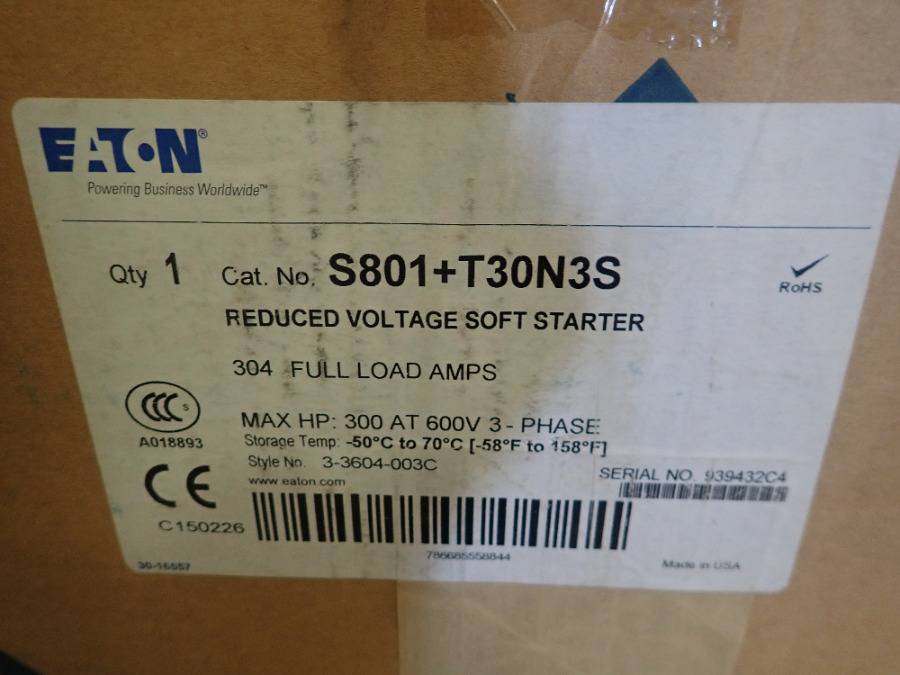 EATON®
Powering Business Worldwide™
Qty 1 Cat. No. S801+T30N3S
RoHS
REDUCED VOLTAGE SOFT STARTER
304 FULL LOAD AMPS
CCC S
A018893
MAX HP: 300 AT 600V 3 - PHASE
Storage Temp: -50°C to 70°C [-58°F to 158°F]
Style No. 3-3604-003C
SERIAL NO. 939432C4
www.eaton.com
CE
C150226
786685558844
30-16557
Made in USA